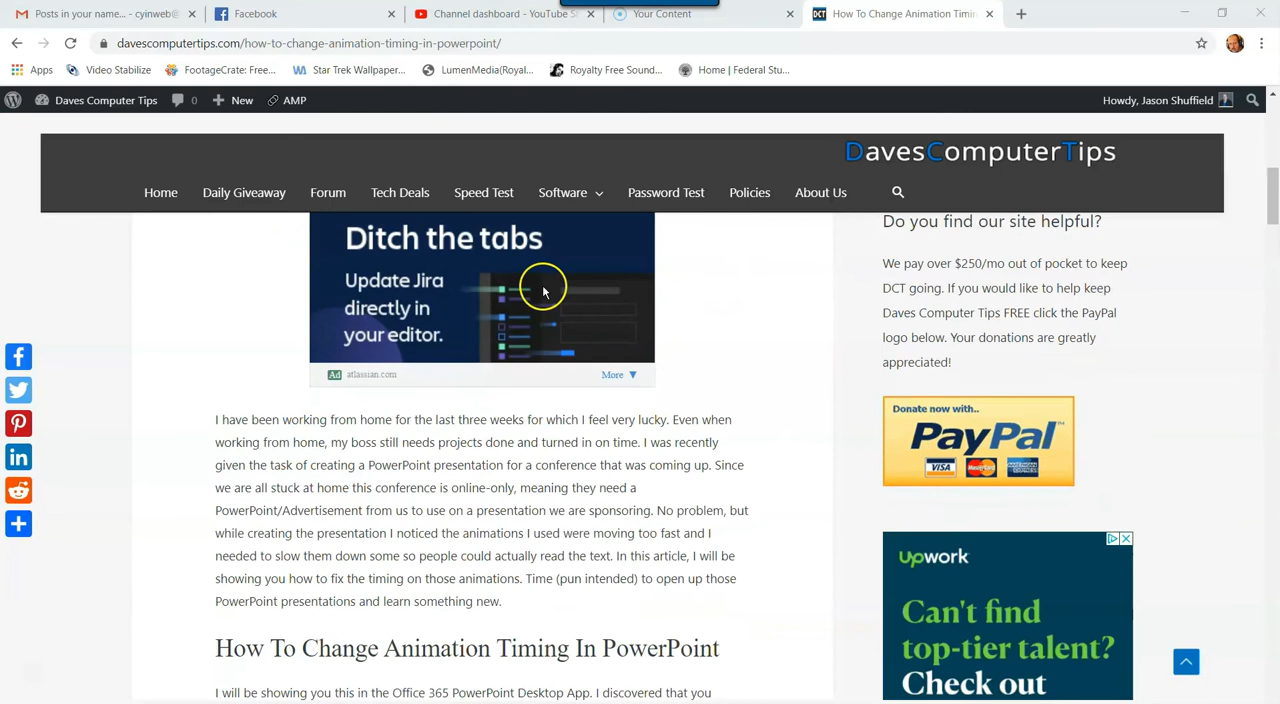 Posts in your name... - cyinweb@
Facebook
Channel dashboard - YouTube S
Your Content
DCT How To Change Animation Timin
davescomputertips.com/how-to-change-animation-timing-in-powerpoint/
Apps
Video Stabilize
FootageCrate: Free...
Star Trek Wallpaper...
LumenMedia(Royal...
Royalty Free Sound...
Home | Federal Stu...
Daves Computer Tips
0
New
AMP
Howdy, Jason Shuffield
DavesComputerTips
Home
Daily Giveaway
Forum
Tech Deals
Speed Test
Software
Password Test
Policies
About Us
Ditch the tabs
Update Jira
directly in
your editor.
Ad atlassian.com
More
I have been working from home for the last three weeks for which I feel very lucky. Even when
working from home, my boss still needs projects done and turned in on time. I was recently
given the task of creating a PowerPoint presentation for a conference that was coming up. Since
we are all stuck at home this conference is online-only, meaning they need a
PowerPoint/Advertisement from us to use on a presentation we are sponsoring. No problem, but
while creating the presentation I noticed the animations I used were moving too fast and I
needed to slow them down some so people could actually read the text. In this article, I will be
showing you how to fix the timing on those animations. Time (pun intended) to open up those
PowerPoint presentations and learn something new.
How To Change Animation Timing In PowerPoint
I will be showing you this in the Office 365 PowerPoint Desktop App. I discovered that you
Do you find our site helpful?
We pay over $250/mo out of pocket to keep
DCT going. If you would like to help keep
Daves Computer Tips FREE click the PayPal
logo below. Your donations are greatly
appreciated!
Donate now with..
PayPal
VISA
MasterCard
AMERICAN EXPRESS
Upwork
Can't find
top-tier talent?
Check out